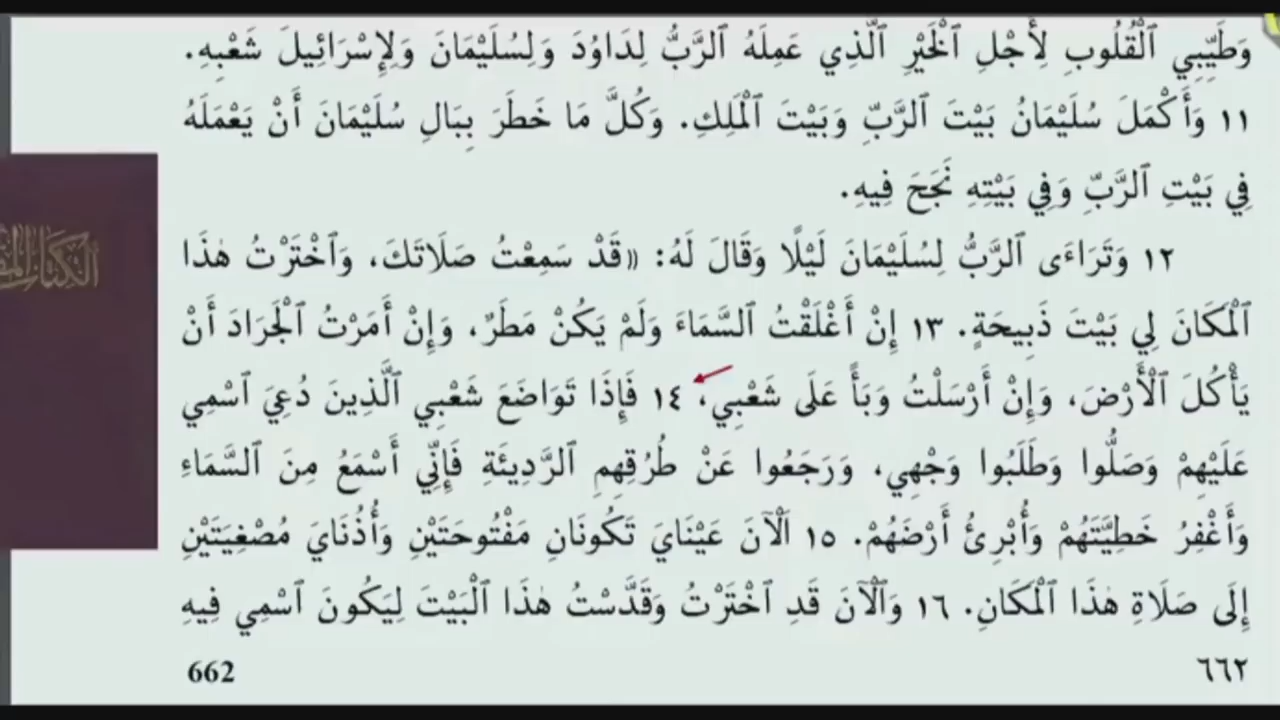 وَطَيِّبِي ٱلْقُلُوبِ لِأَجْلِ ٱلْخَيْرِ ٱلَّذِي عَمِلَهُ ٱلرَّبُّ لِدَاوُدَ وَلِسُلَيْمَانَ وَلِإِسْرَائِيلَ شَعْبِهِ.
١١ وَأَكْمَلَ سُلَيْمَانُ بَيْتَ ٱلرَّبِّ وَبَيْتَ ٱلْمَلِكِ. وَكُلَّ مَا خَطَرَ بِبَالِ سُلَيْمَانَ أَنْ يَعْمَلَهُ
فِي بَيْتِ ٱلرَّبِّ وَفِي بَيْتِهِ نَجَحَ فِيهِ.
١٢ وَتَرَاءَى ٱلرَّبُّ لِسُلَيْمَانَ لَيْلًا وَقَالَ لَهُ: «قَدْ سَمِعْتُ صَلَاتَكَ، وَٱخْتَرْتُ هٰذَا
ٱلْمَكَانَ لِي بَيْتَ ذَبِيحَةٍ. ١٣ إِنْ أَغْلَقْتُ ٱلسَّمَاءَ وَلَمْ يَكُنْ مَطَرٌ، وَإِنْ أَمَرْتُ ٱلْجَرَادَ أَنْ
يَأْكُلَ ٱلْأَرْضَ، وَإِنْ أَرْسَلْتُ وَبَأً عَلَى شَعْبِي، ١٤ فَإِذَا تَوَاضَعَ شَعْبِي ٱلَّذِينَ دُعِيَ ٱسْمِي
عَلَيْهِمْ وَصَلُّوا وَطَلَبُوا وَجْهِي، وَرَجَعُوا عَنْ طُرُقِهِمِ ٱلرَّدِيئَةِ فَإِنِّي أَسْمَعُ مِنَ ٱلسَّمَاءِ
وَأَغْفِرُ خَطِيَّتَهُمْ وَأُبْرِئُ أَرْضَهُمْ. ١٥ اَلْآنَ عَيْنَايَ تَكُونَانِ مَفْتُوحَتَيْنِ وَأُذُنَايَ مُصْغِيَتَيْنِ
إِلَى صَلَاةِ هٰذَا ٱلْمَكَانِ. ١٦ وَٱلْآنَ قَدِ ٱخْتَرْتُ وَقَدَّسْتُ هٰذَا ٱلْبَيْتَ لِيَكُونَ ٱسْمِي فِيهِ
٦٦٢ 662
الكتاب